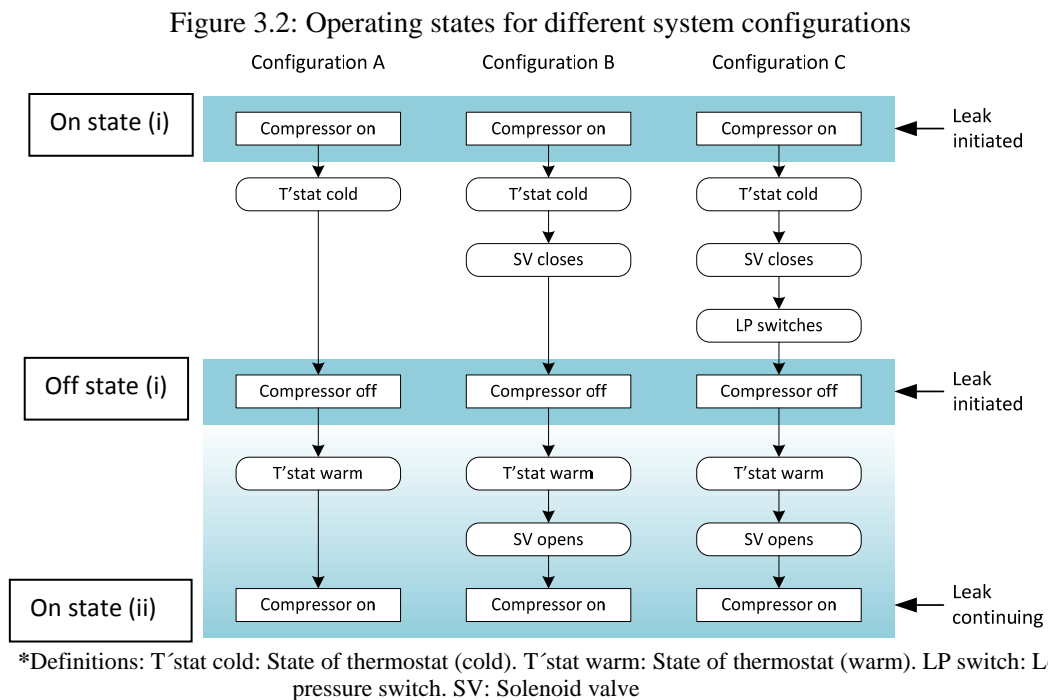 Figure 3.2: Operating states for different system configurations
Configuration A Configuration B Configuration C
On state (i) Compressor on Compressor on Compressor on Leak
initiated
T´stat cold T´stat cold T´stat cold
SV closes SV closes
LP switches
Off state (i) Compressor off Compressor off Compressor off Leak
initiated
T´stat warm T´stat warm T´stat warm
SV opens SV opens
On state (ii) Compressor on Compressor on Compressor on Leak
continuing
*Definitions: T´stat cold: State of thermostat (cold). T´stat warm: State of thermostat (warm). LP switch:
pressure switch. SV: Solenoid valve